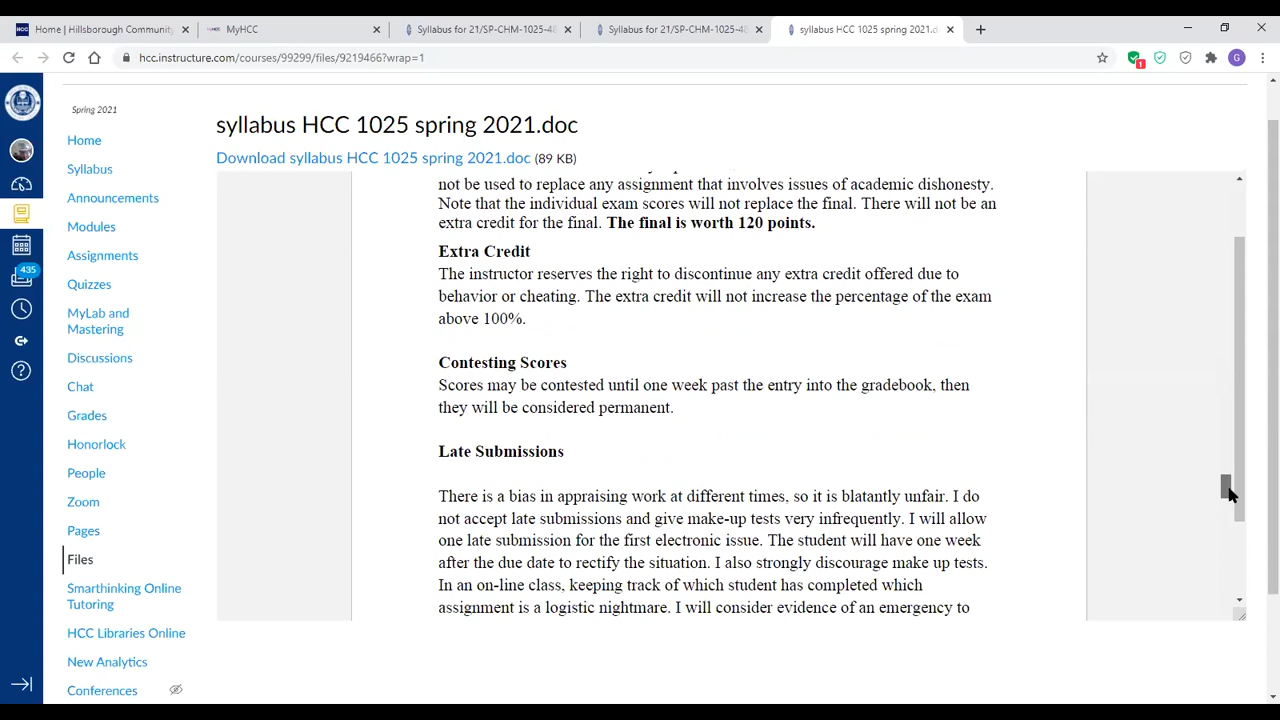 Home | Hillsborough Community
MyHCC
Syllabus for 21/SP-CHM-1025-48
Syllabus for 21/SP-CHM-1025-48
syllabus HCC 1025 spring 2021.d
hcc.instructure.com/courses/99299/files/9219466?wrap=1
1
G
Spring 2021
Home
Syllabus
Announcements
Modules
Assignments
Quizzes
MyLab and
Mastering
Discussions
Chat
Grades
Honorlock
People
Zoom
Pages
Files
Smarthinking Online
Tutoring
HCC Libraries Online
New Analytics
Conferences
435
syllabus HCC 1025 spring 2021.doc
Download syllabus HCC 1025 spring 2021.doc (89 KB)
not be used to replace any assignment that involves issues of academic dishonesty.
Note that the individual exam scores will not replace the final. There will not be an
extra credit for the final. The final is worth 120 points.
Extra Credit
The instructor reserves the right to discontinue any extra credit offered due to
behavior or cheating. The extra credit will not increase the percentage of the exam
above 100%.
Contesting Scores
Scores may be contested until one week past the entry into the gradebook, then
they will be considered permanent.
Late Submissions
There is a bias in appraising work at different times, so it is blatantly unfair. I do
not accept late submissions and give make-up tests very infrequently. I will allow
one late submission for the first electronic issue. The student will have one week
after the due date to rectify the situation. I also strongly discourage make up tests.
In an on-line class, keeping track of which student has completed which
assignment is a logistic nightmare. I will consider evidence of an emergency to